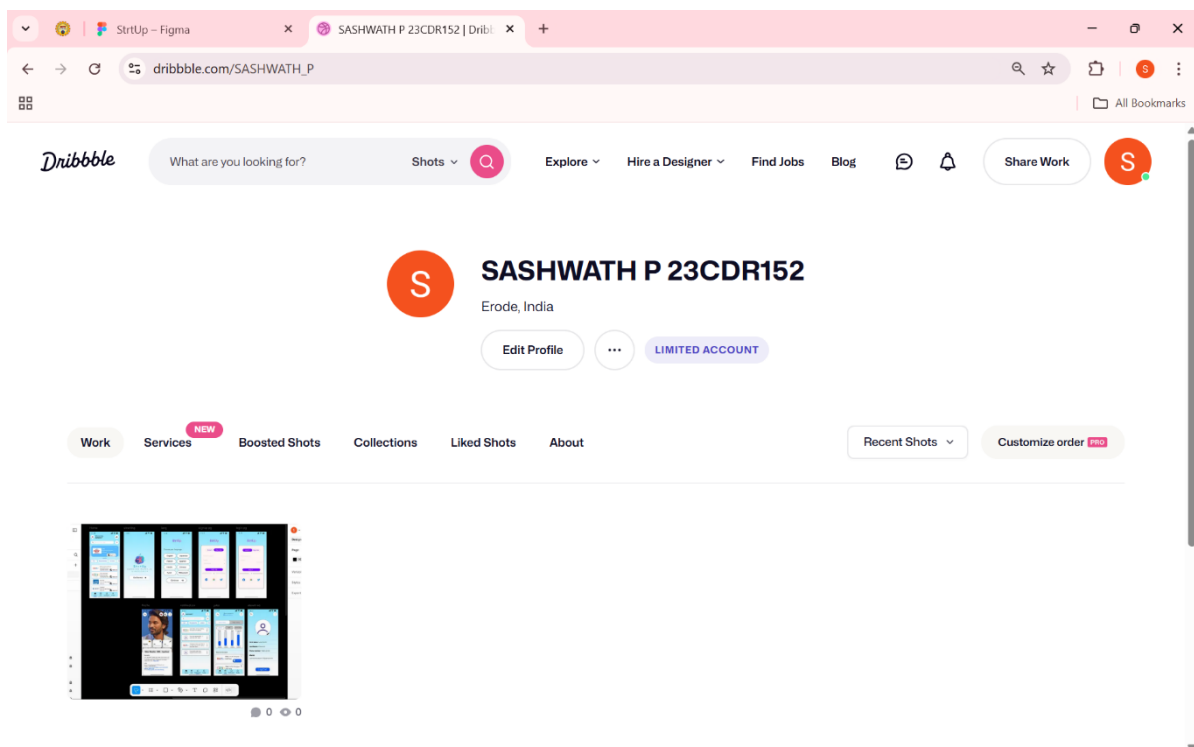 StrtUp – Figma
SASHWATH P 23CDR152 | Dribb
dribbble.com/SASHWATH_P
S
All Bookmarks
Dribbble
What are you looking for?
Shots
Explore
Hire a Designer
Find Jobs
Blog
Share Work
S
S
SASHWATH P 23CDR152
Erode, India
Edit Profile
LIMITED ACCOUNT
NEW
Work
Services
Boosted Shots
Collections
Liked Shots
About
Recent Shots
Customize order PRO
0
0